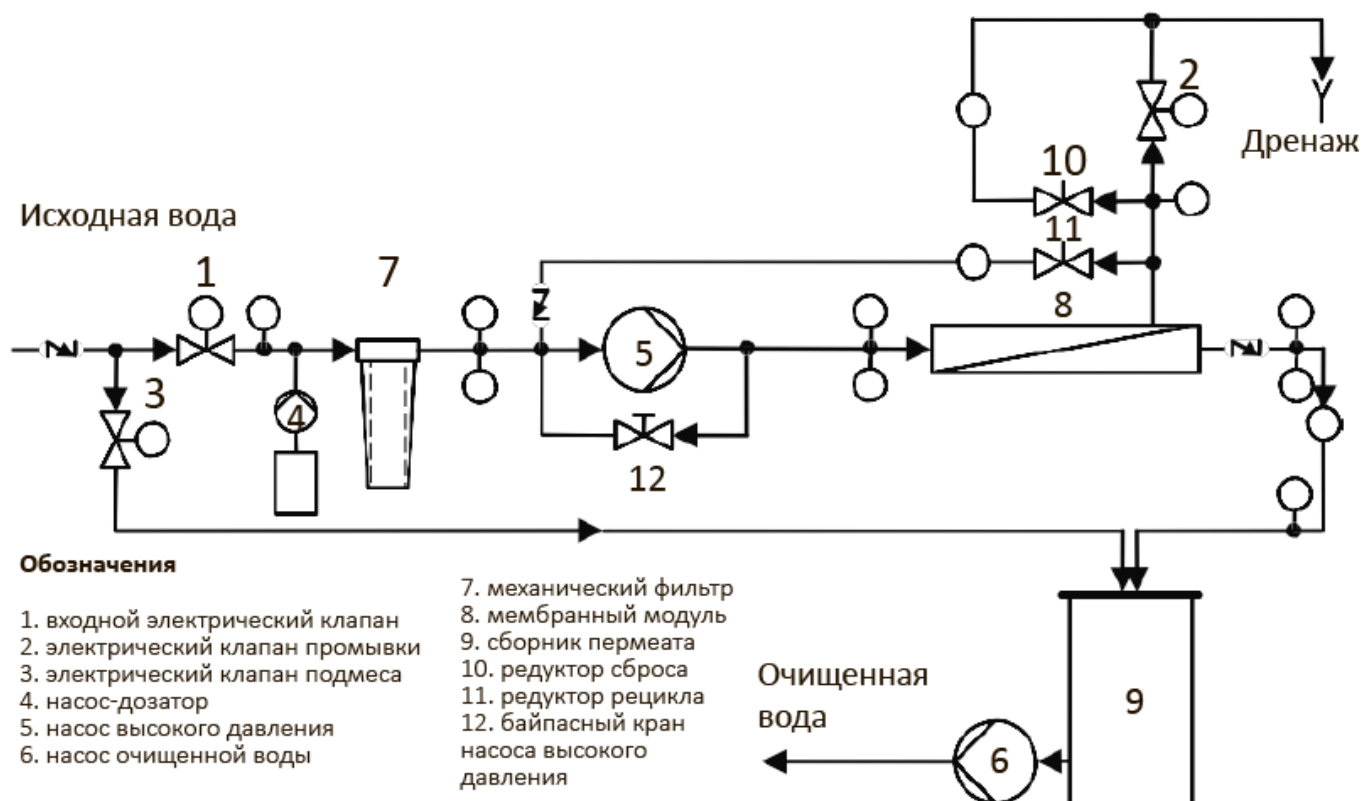 2
Дренаж
10
Исходная вода
11
1
7
8
5
3
4
12
Обозначения
1. входной электрический клапан
2. электрический клапан промывки
3. электрический клапан подмеса
4. насос-дозатор
5. насос высокого давления
6. насос очищенной воды
7. механический фильтр
8. мембранный модуль
9. сборник пермеата
10. редуктор сброса
11. редуктор рецикла
12. байпасный кран
насоса высокого
давления
Очищенная
вода
9
6